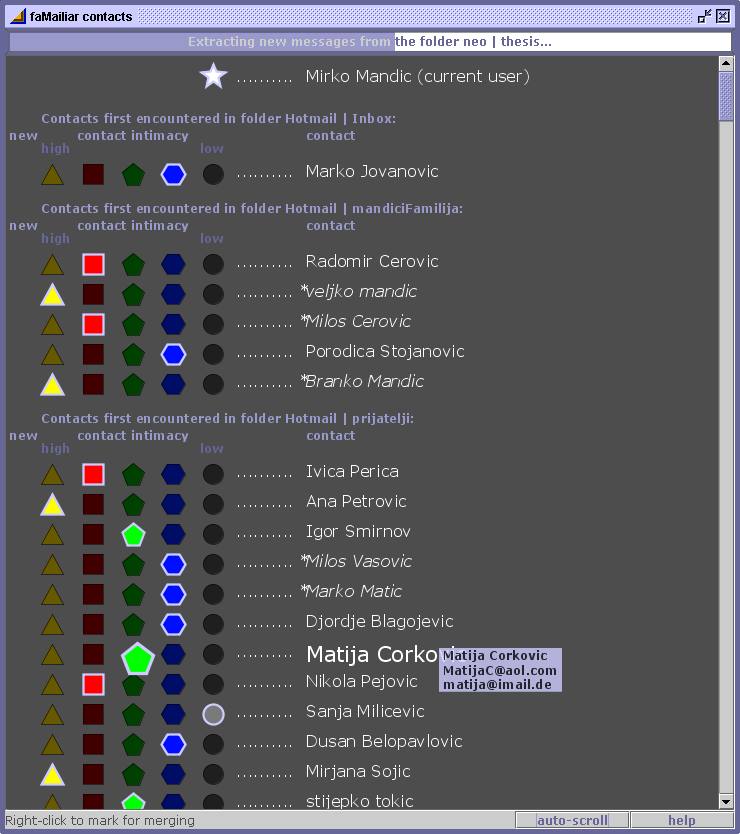 faMailiar contacts
Extracting new messages from the folder neo | thesis...
.......... Mirko Mandic (current user)
Contacts first encountered in folder Hotmail | Inbox:
new contact intimacy contact
high low
.......... Marko Jovanovic
Contacts first encountered in folder Hotmail | mandiciFamilija:
new contact intimacy contact
high low
.......... Radomir Cerovic
.......... *veljko mandic
.......... *Milos Cerovic
.......... Porodica Stojanovic
.......... *Branko Mandic
Contacts first encountered in folder Hotmail | prijatelji:
new contact intimacy contact
high low
.......... Ivica Perica
.......... Ana Petrovic
.......... Igor Smirnov
.......... *Milos Vasovic
.......... *Marko Matic
.......... Djordje Blagojevic
.......... Matija Corko
Matija Corkovic
MatijaC@aol.com
matija@imail.de
.......... Nikola Pejovic
.......... Sanja Milicevic
.......... Dusan Belopavlovic
.......... Mirjana Sojic
.......... stijepko tokic
Right-click to mark for merging auto-scroll help